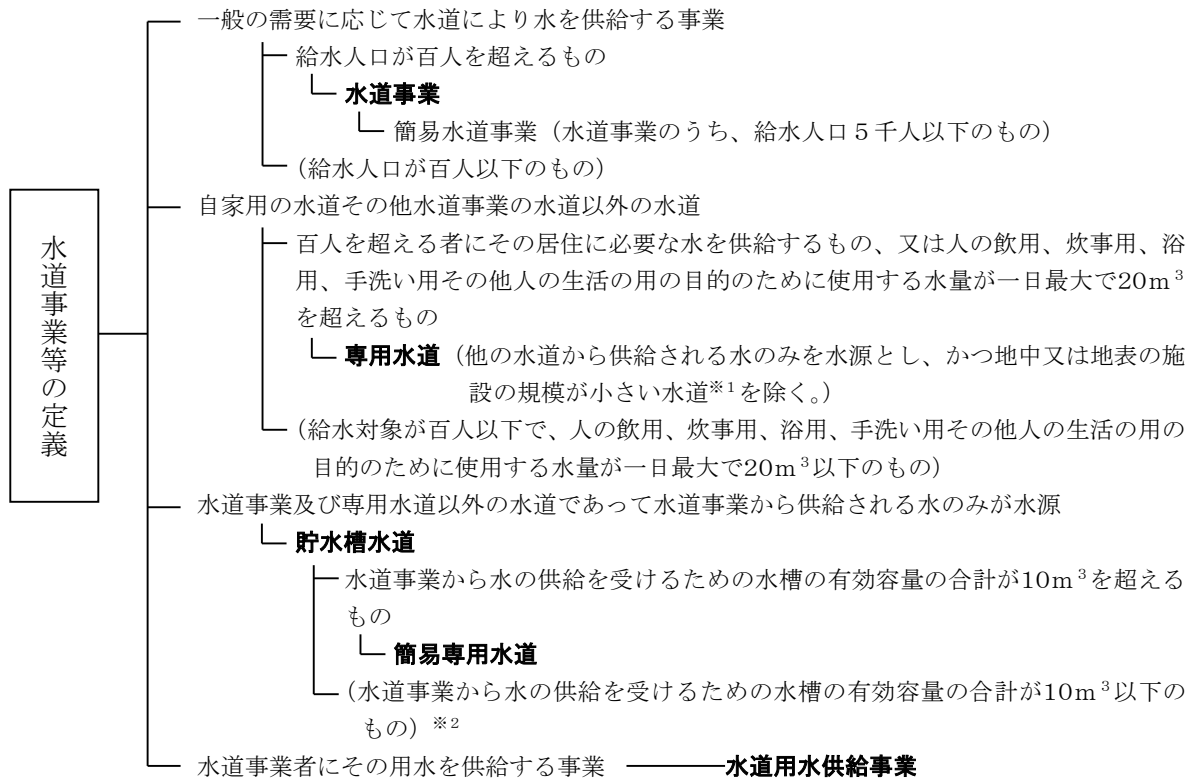 一般の需要に応じて水道により水を供給する事業
給水人口が百人を超えるもの
水道事業
簡易水道事業（水道事業のうち、給水人口５千人以下のもの）
（給水人口が百人以下のもの）
水道事業等の定義
自家用の水道その他水道事業の水道以外の水道
百人を超える者にその居住に必要な水を供給するもの、又は人の飲用、炊事用、浴
用、手洗い用その他人の生活の用の目的のために使用する水量が一日最大で20ｍ³
を超えるもの
専用水道（他の水道から供給される水のみを水源とし、かつ地中又は地表の施
設の規模が小さい水道※1を除く。）
（給水対象が百人以下で、人の飲用、炊事用、浴用、手洗い用その他人の生活の用の
目的のために使用する水量が一日最大で20ｍ³以下のもの）
水道事業及び専用水道以外の水道であって水道事業から供給される水のみが水源
貯水槽水道
水道事業から水の供給を受けるための水槽の有効容量の合計が10ｍ³を超える
もの
簡易専用水道
（水道事業から水の供給を受けるための水槽の有効容量の合計が10ｍ³以下の
もの）※2
水道事業者にその用水を供給する事業 水道用水供給事業